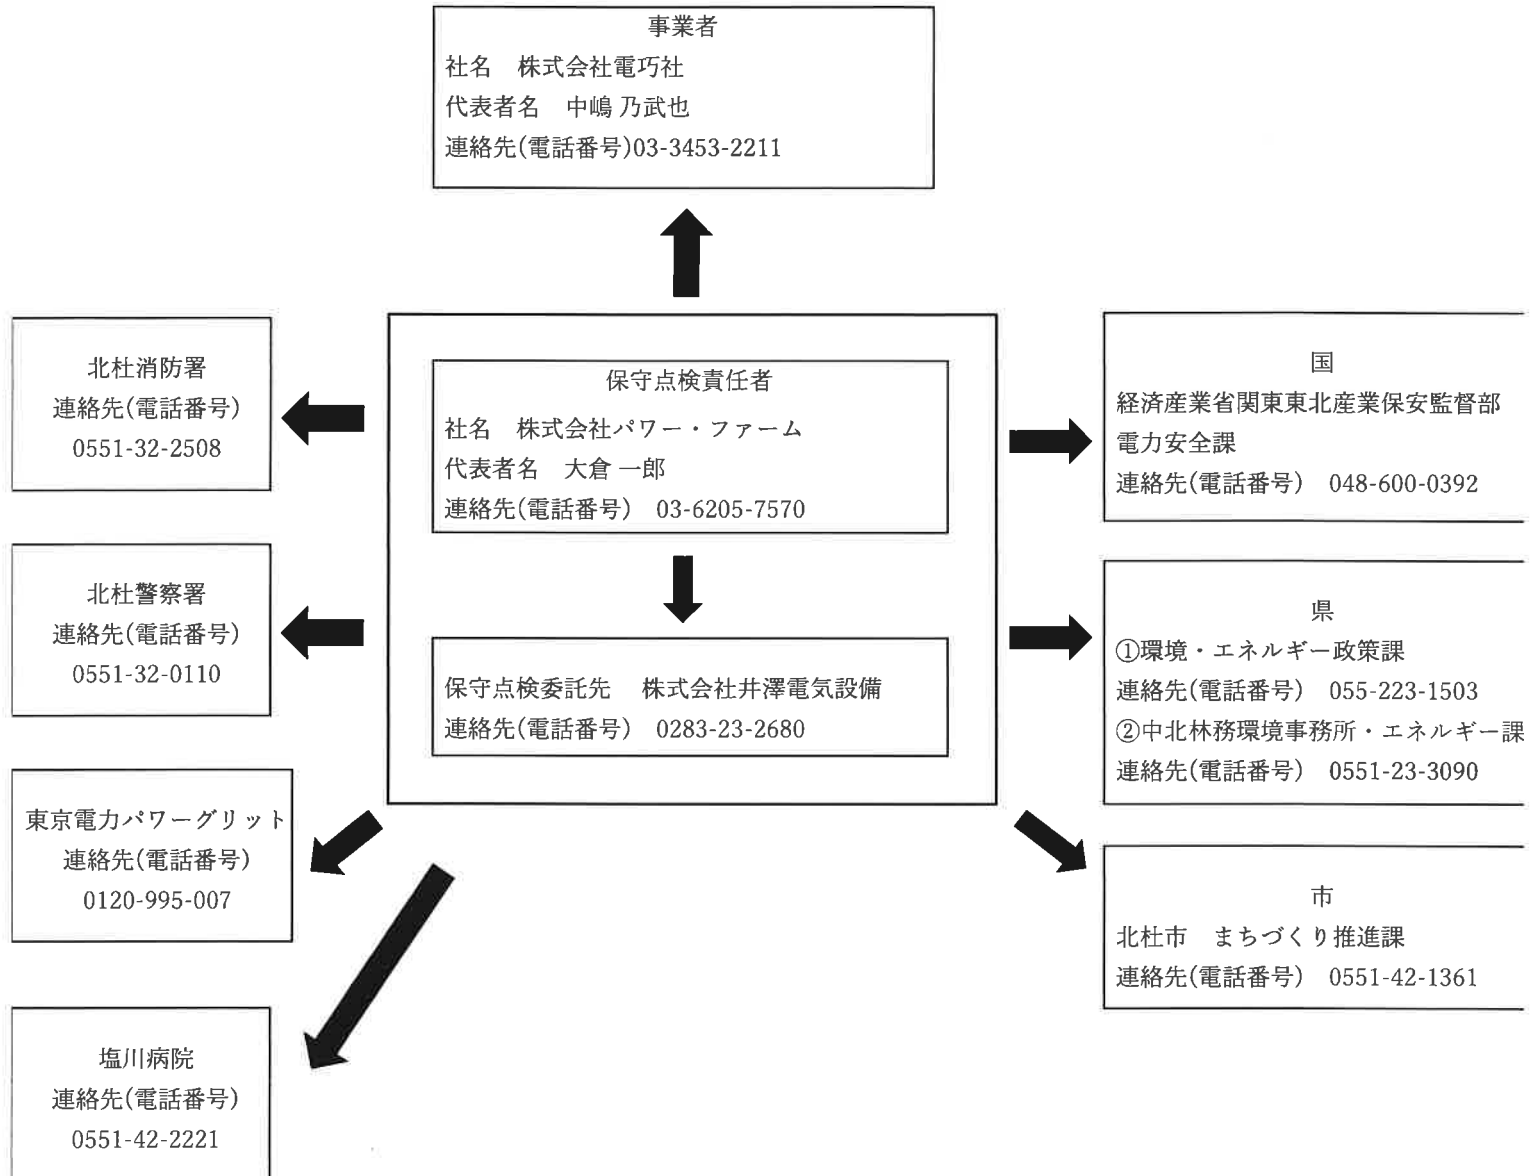 事業者
社名　株式会社電巧社
代表者名　中嶋 乃武也
連絡先(電話番号)03-3453-2211
保守点検責任者
社名　株式会社パワー・ファーム
代表者名　大倉 一郎
連絡先(電話番号)　03-6205-7570
保守点検委託先　株式会社井澤電気設備
連絡先(電話番号)　0283-23-2680
北杜消防署
連絡先(電話番号)
0551-32-2508
北杜警察署
連絡先(電話番号)
0551-32-0110
東京電力パワーグリット
連絡先(電話番号)
0120-995-007
塩川病院
連絡先(電話番号)
0551-42-2221
国
経済産業省関東東北産業保安監督部
電力安全課
連絡先(電話番号)　048-600-0392
県
①環境・エネルギー政策課
連絡先(電話番号)　055-223-1503
②中北林務環境事務所・エネルギー課
連絡先(電話番号)　0551-23-3090
市
北杜市　まちづくり推進課
連絡先(電話番号)　0551-42-1361